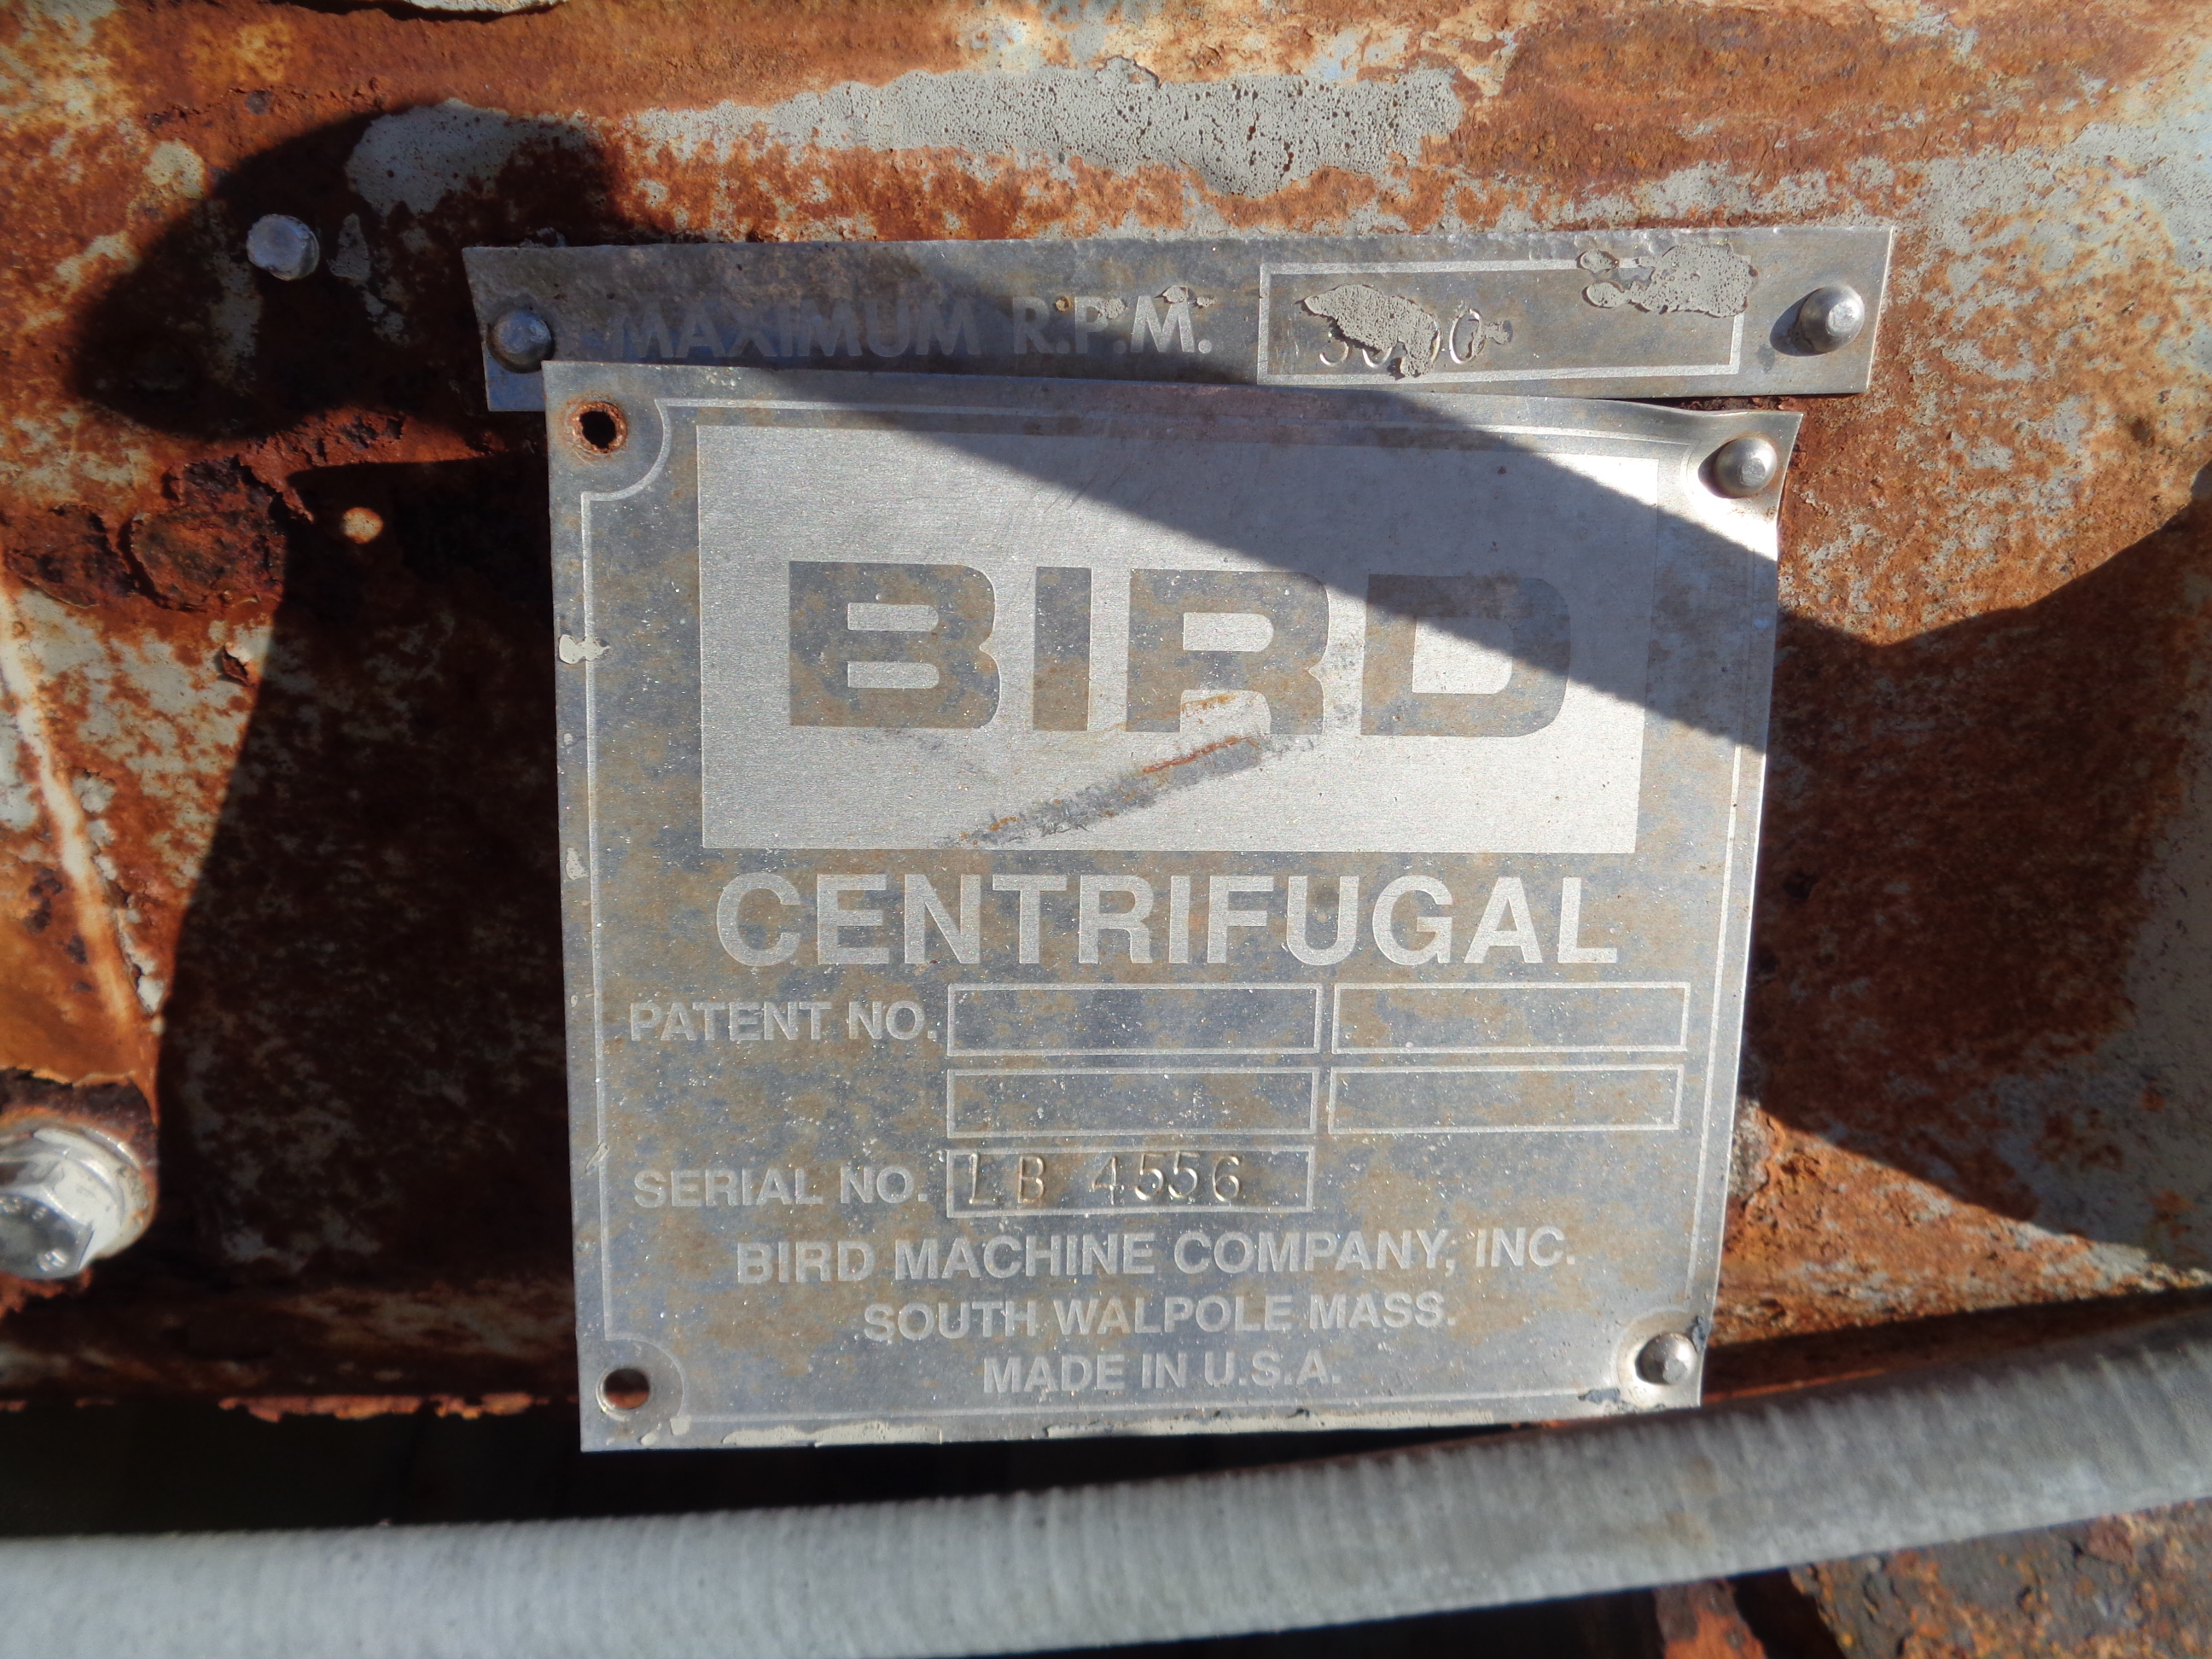 MAXIMUM R.P.M.
BIRD
CENTRIFUGAL
PATENT NO.
SERIAL NO. LB 4556
BIRD MACHINE COMPANY, INC.
SOUTH WALPOLE MASS.
MADE IN U.S.A.